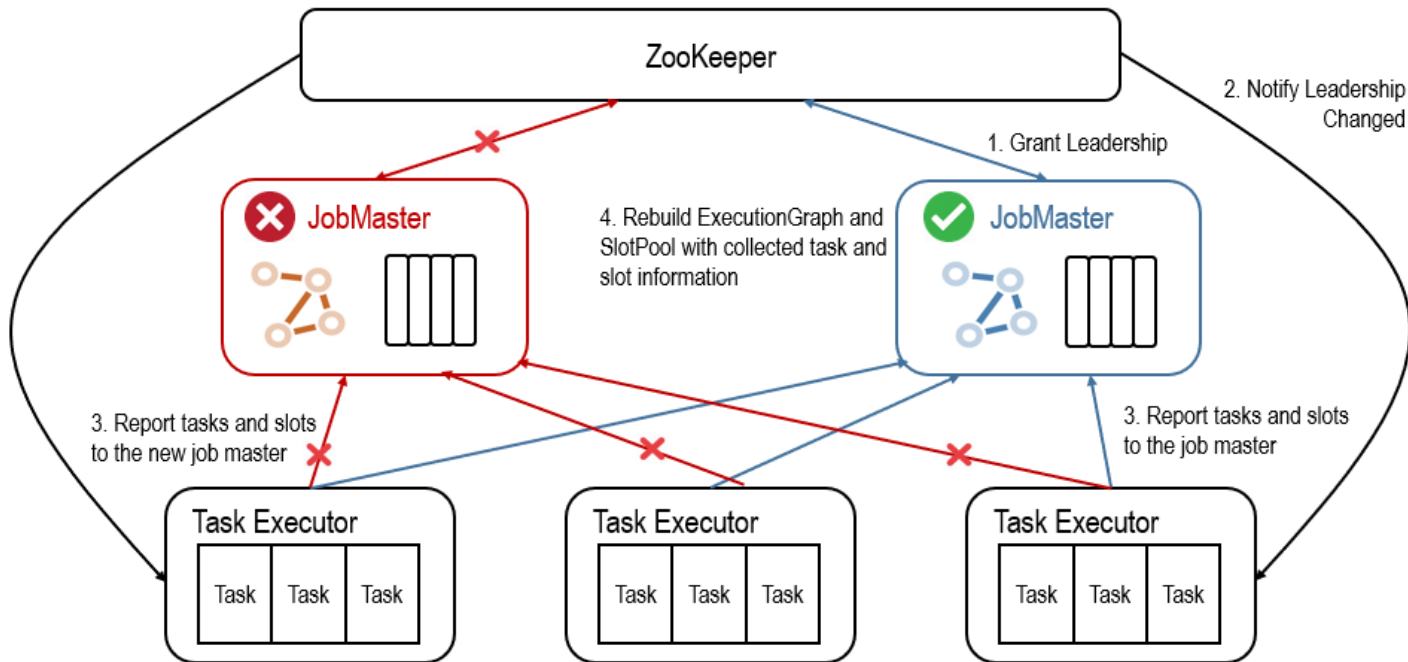 ZooKeeper
2. Notify Leadership
Changed
1. Grant Leadership
JobMaster
4. Rebuild ExecutionGraph and
SlotPool with collected task and
slot information
JobMaster
3. Report tasks and slots
to the new job master
3. Report tasks and slots
to the job master
Task Executor
Task Task Task
Task Executor
Task Task Task
Task Executor
Task Task Task